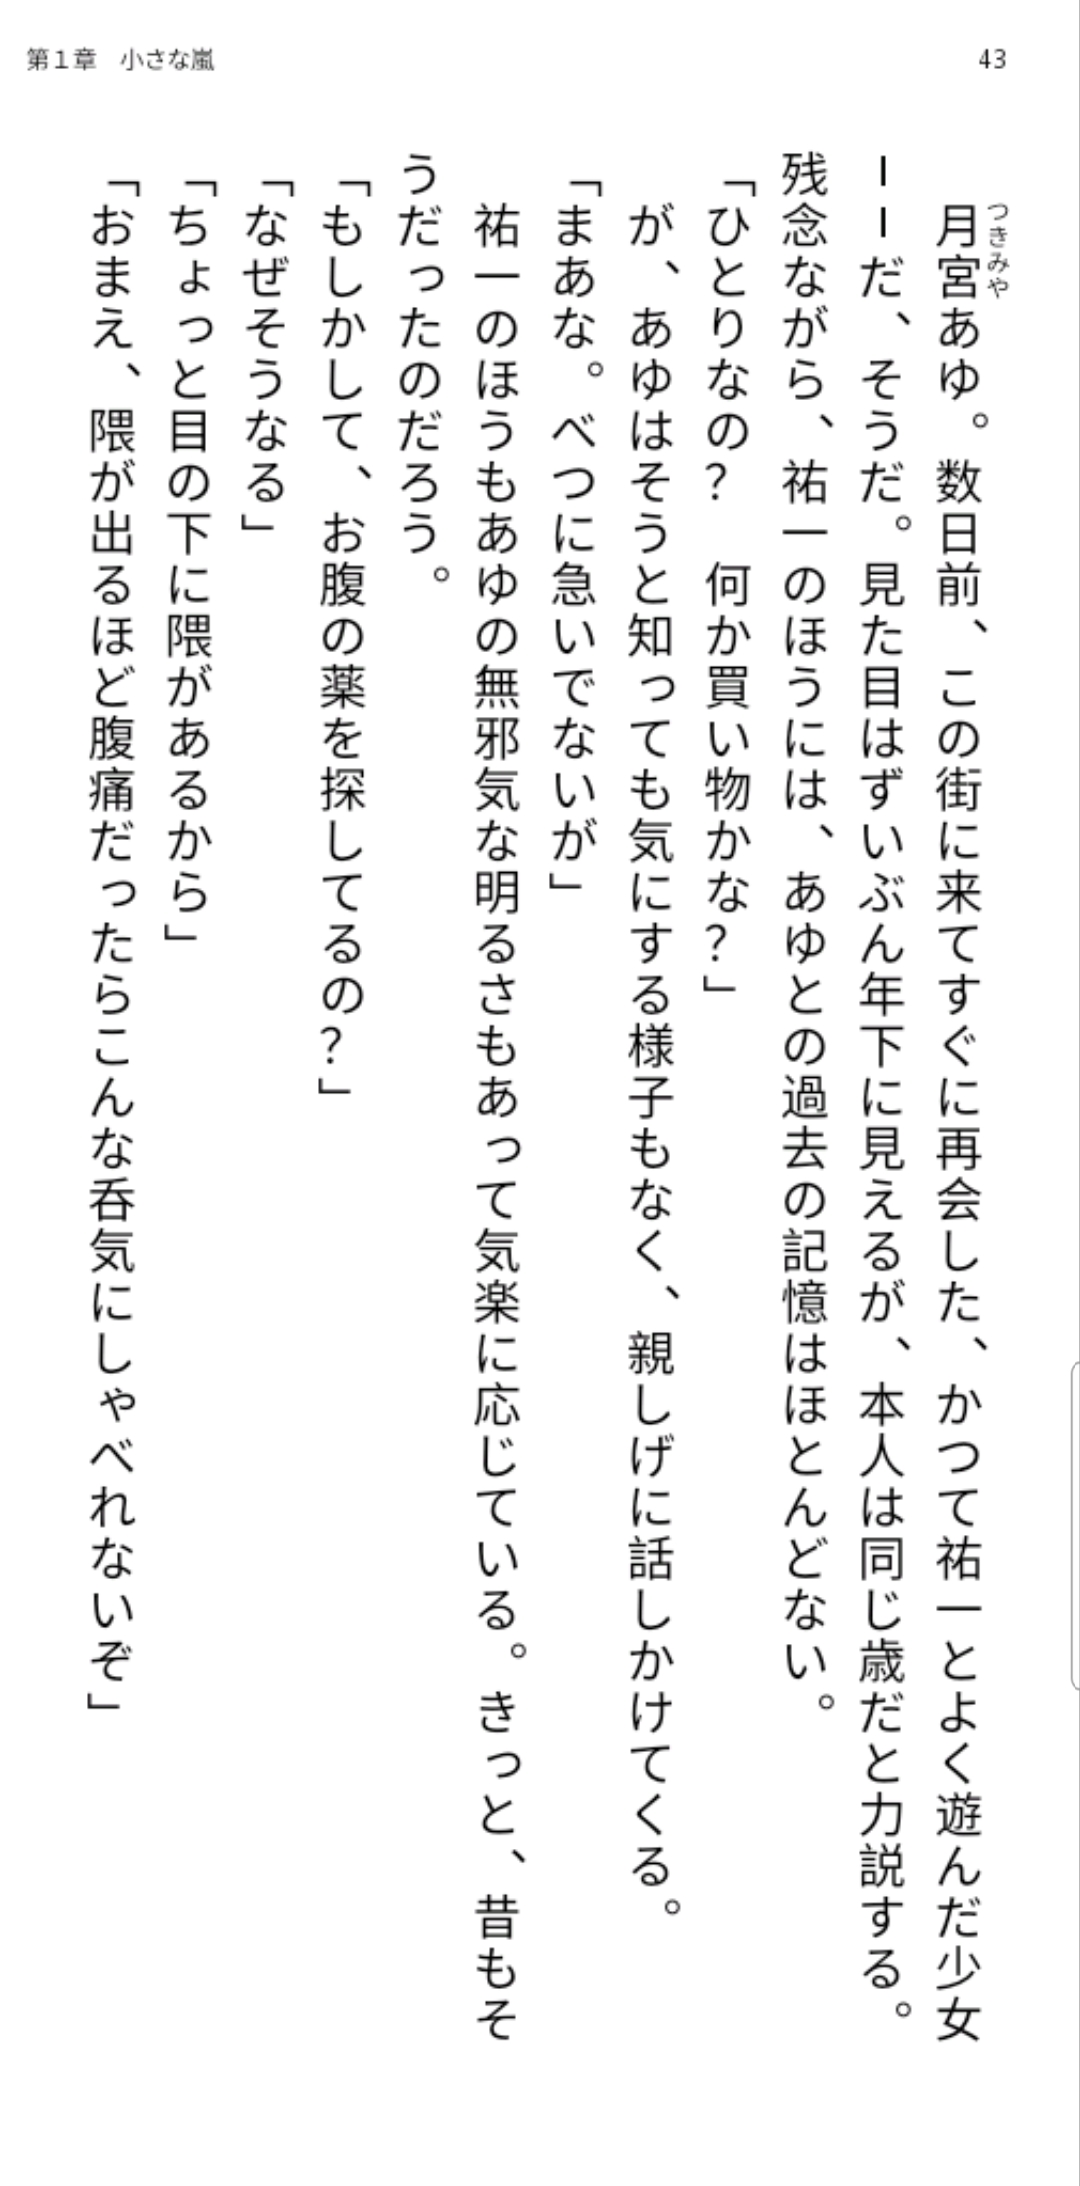 第１章　小さな嵐
43
つきみや
　月宮あゆ。数日前、この街に来てすぐに再会した、かつて祐一とよく遊んだ少女
――だ、そうだ。見た目はずいぶん年下に見えるが、本人は同じ歳だと力説する。
残念ながら、祐一のほうには、あゆとの過去の記憶はほとんどない。
「ひとりなの？　何か買い物かな？」
　が、あゆはそうと知っても気にする様子もなく、親しげに話しかけてくる。
「まあな。べつに急いでないが」
　祐一のほうもあゆの無邪気な明るさもあって気楽に応じている。きっと、昔もそ
うだったのだろう。
「もしかして、お腹の薬を探してるの？」
「なぜそうなる」
「ちょっと目の下に隈があるから」
「おまえ、隈が出るほど腹痛だったらこんな呑気にしゃべれないぞ」